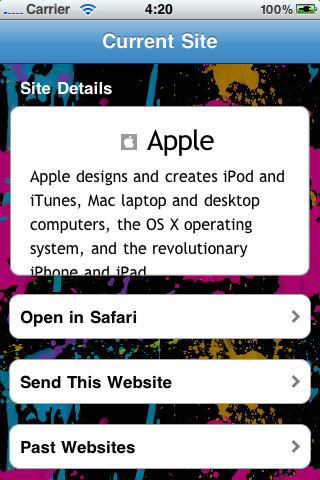 Carrier 4:20 100%
Current Site
Site Details
Apple
Apple designs and creates iPod and
iTunes, Mac laptop and desktop
computers, the OS X operating
system, and the revolutionary
iPhone and iPad
Open in Safari
Send This Website
Past Websites